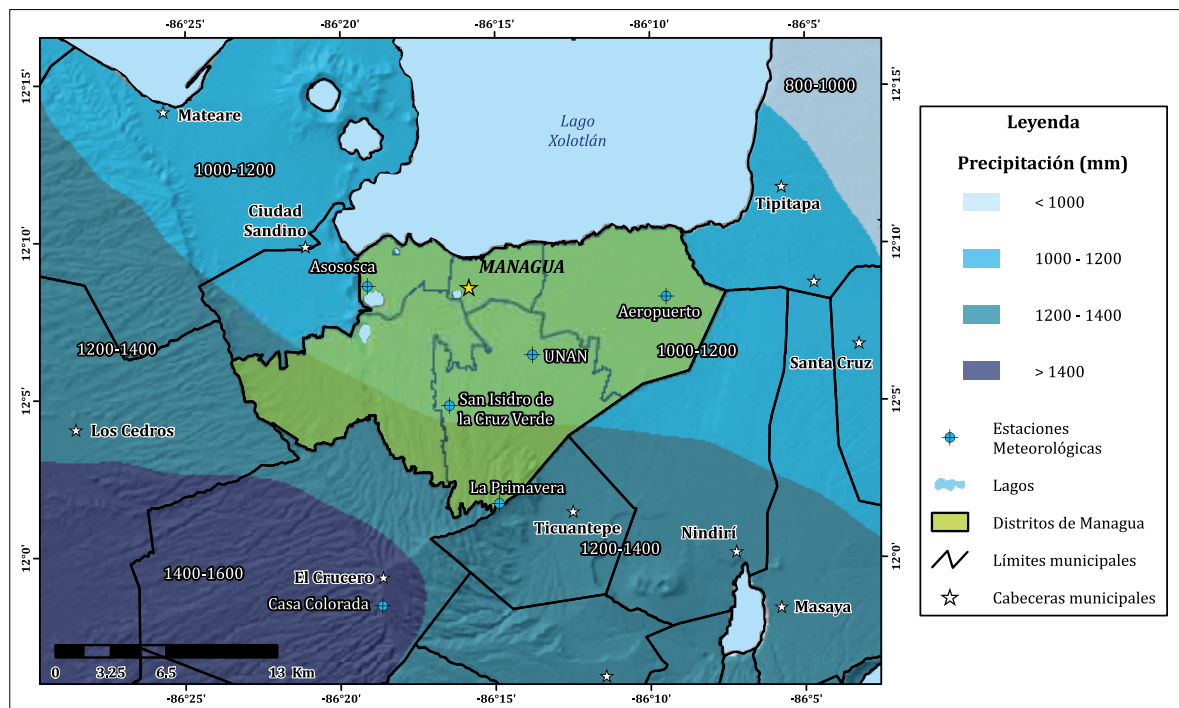 -86°25'
-86°20'
-86°15'
-86°10'
-86°5'
12°15'
12°15'
800-1000
Mateare
Lago
Xolotlán
1000-1200
Tipitapa
Ciudad
Sandino
12°10'
12°10'
Asososca
MANAGUA
Aeropuerto
1200-1400
1000-1200
UNAN
Santa Cruz
12°5'
12°5'
San Isidro de
la Cruz Verde
Los Cedros
La Primavera
Ticuantepe
Nindirí
1200-1400
12°0'
12°0'
1400-1600
El Crucero
Casa Colorada
Masaya
0
3.25
6.5
13 Km
-86°25'
-86°20'
-86°15'
-86°10'
-86°5'
Leyenda
Precipitación (mm)
< 1000
1000 - 1200
1200 - 1400
> 1400
Estaciones
Meteorológicas
Lagos
Distritos de Managua
Límites municipales
Cabeceras municipales